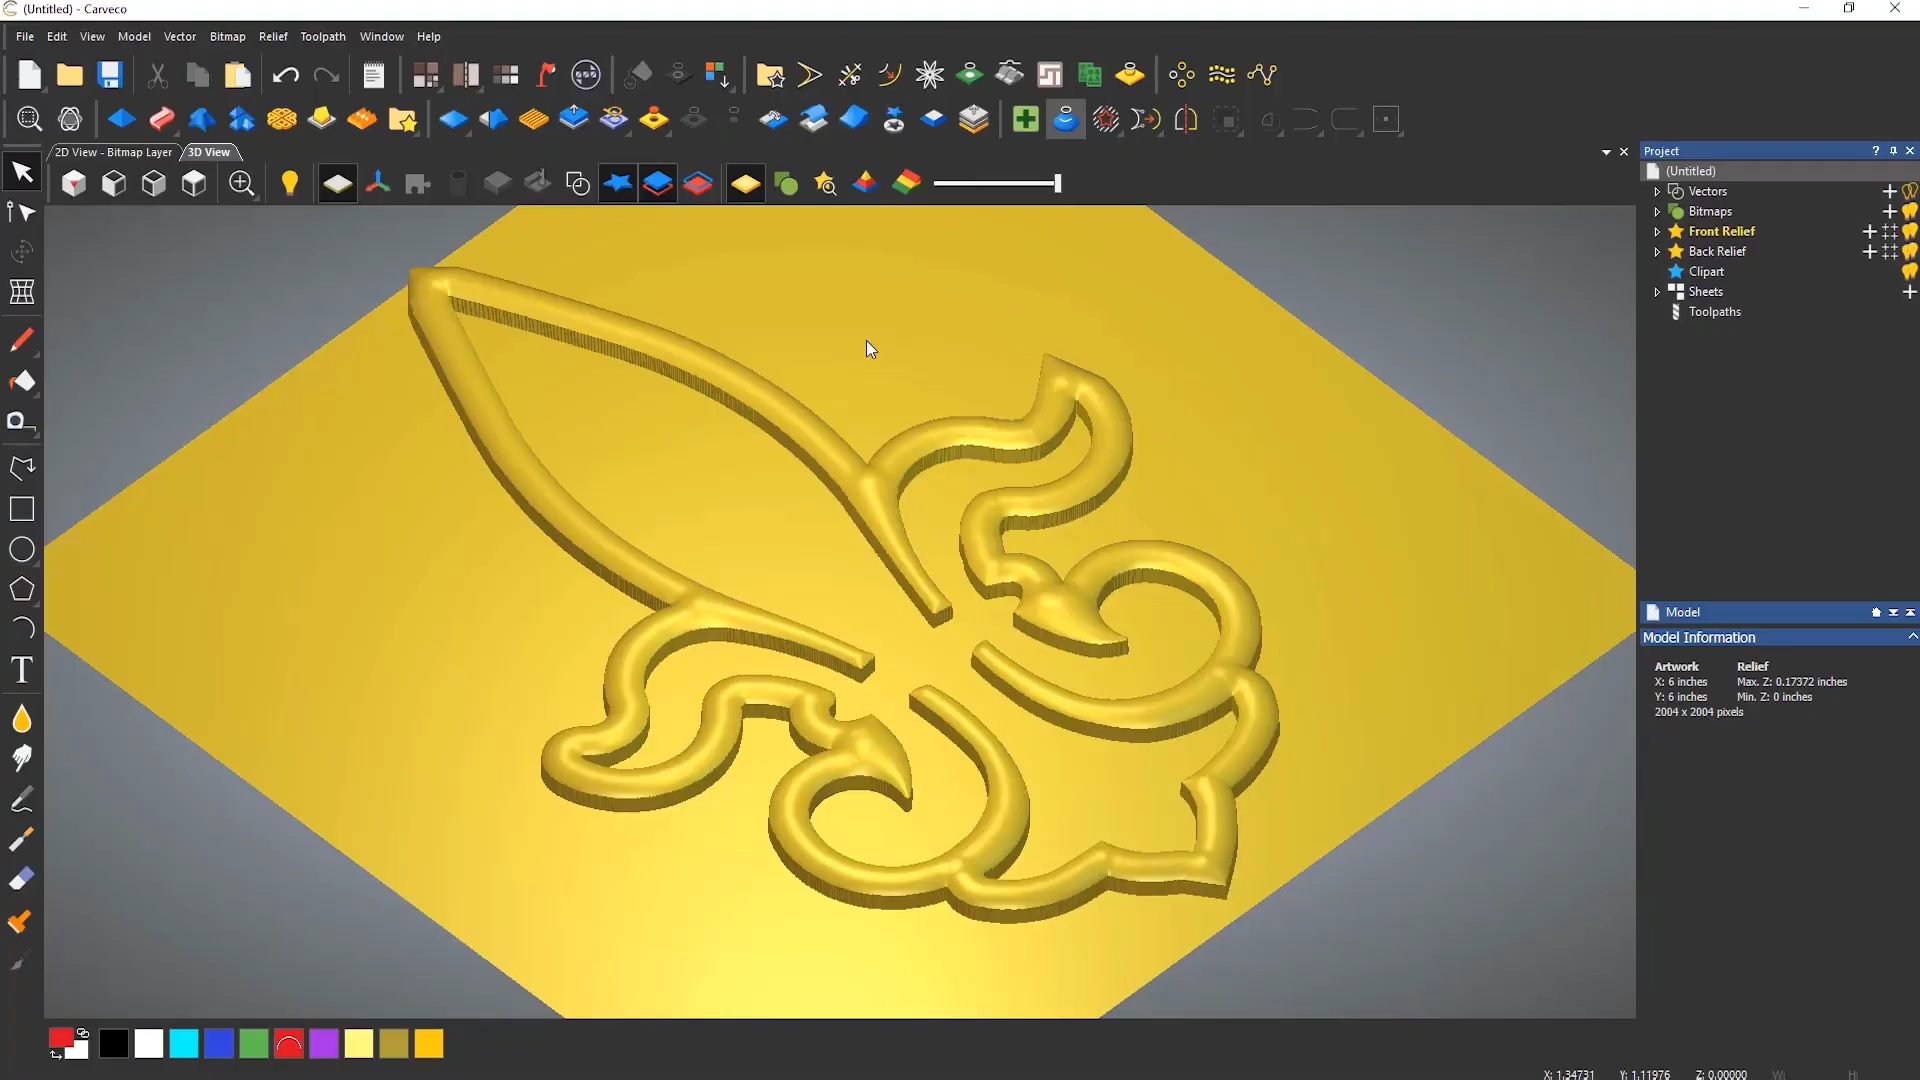 (Untitled) - Carveco
File Edit View Model Vector Bitmap Relief Toolpath Window Help
2D View - Bitmap Layer 3D View
Project
(Untitled)
Vectors
Bitmaps
Front Relief
Back Relief
Clipart
Sheets
Toolpaths
T
Model
Model Information
Artwork Relief
X: 6 inches Max. Z: 0.17372 inches
Y: 6 inches Min. Z: 0 inches
2004 x 2004 pixels
X: 1.34731 Y: 1.11976 Z: 0.00000 W: H: